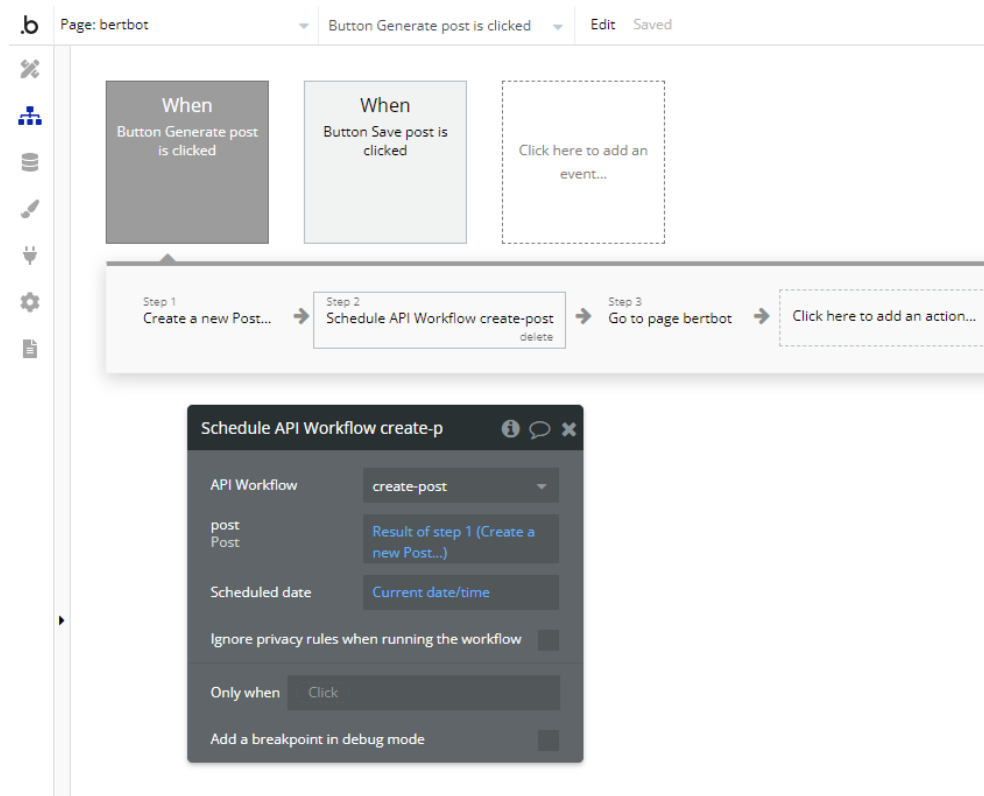 .b Page: bertbot Button Generate post is clicked Edit Saved
When
Button Generate post
is clicked
When
Button Save post is
clicked
Click here to add an
event...
Step 1
Create a new Post...
Step 2
Schedule API Workflow create-post
delete
Step 3
Go to page bertbot
Click here to add an action...
Schedule API Workflow create-p
API Workflow create-post
post
Post
Result of step 1 (Create a
new Post...)
Scheduled date Current date/time
Ignore privacy rules when running the workflow
Only when Click
Add a breakpoint in debug mode